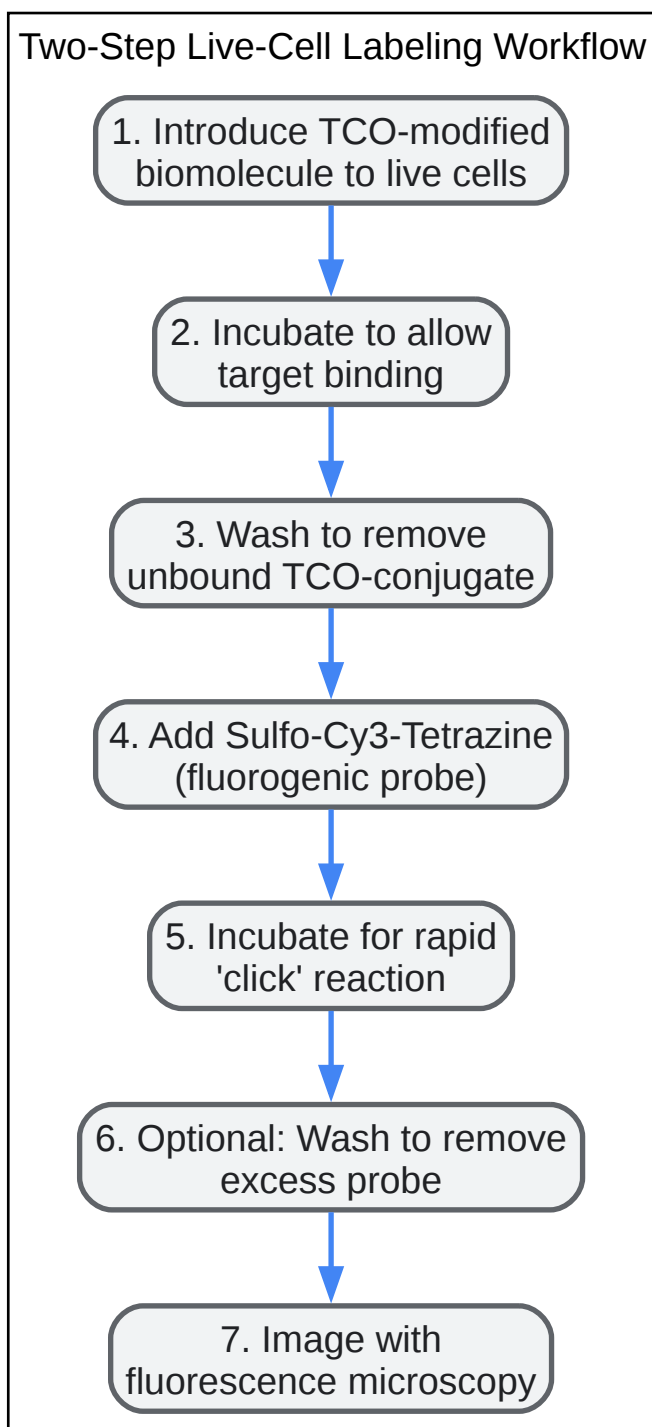 Two-Step Live-Cell Labeling Workflow
1. Introduce TCO-modified
biomolecule to live cells
2. Incubate to allow
target binding
3. Wash to remove
unbound TCO-conjugate
4. Add Sulfo-Cy3-Tetrazine
(fluorogenic probe)
5. Incubate for rapid
'click' reaction
6. Optional: Wash to remove
excess probe
7. Image with
fluorescence microscopy